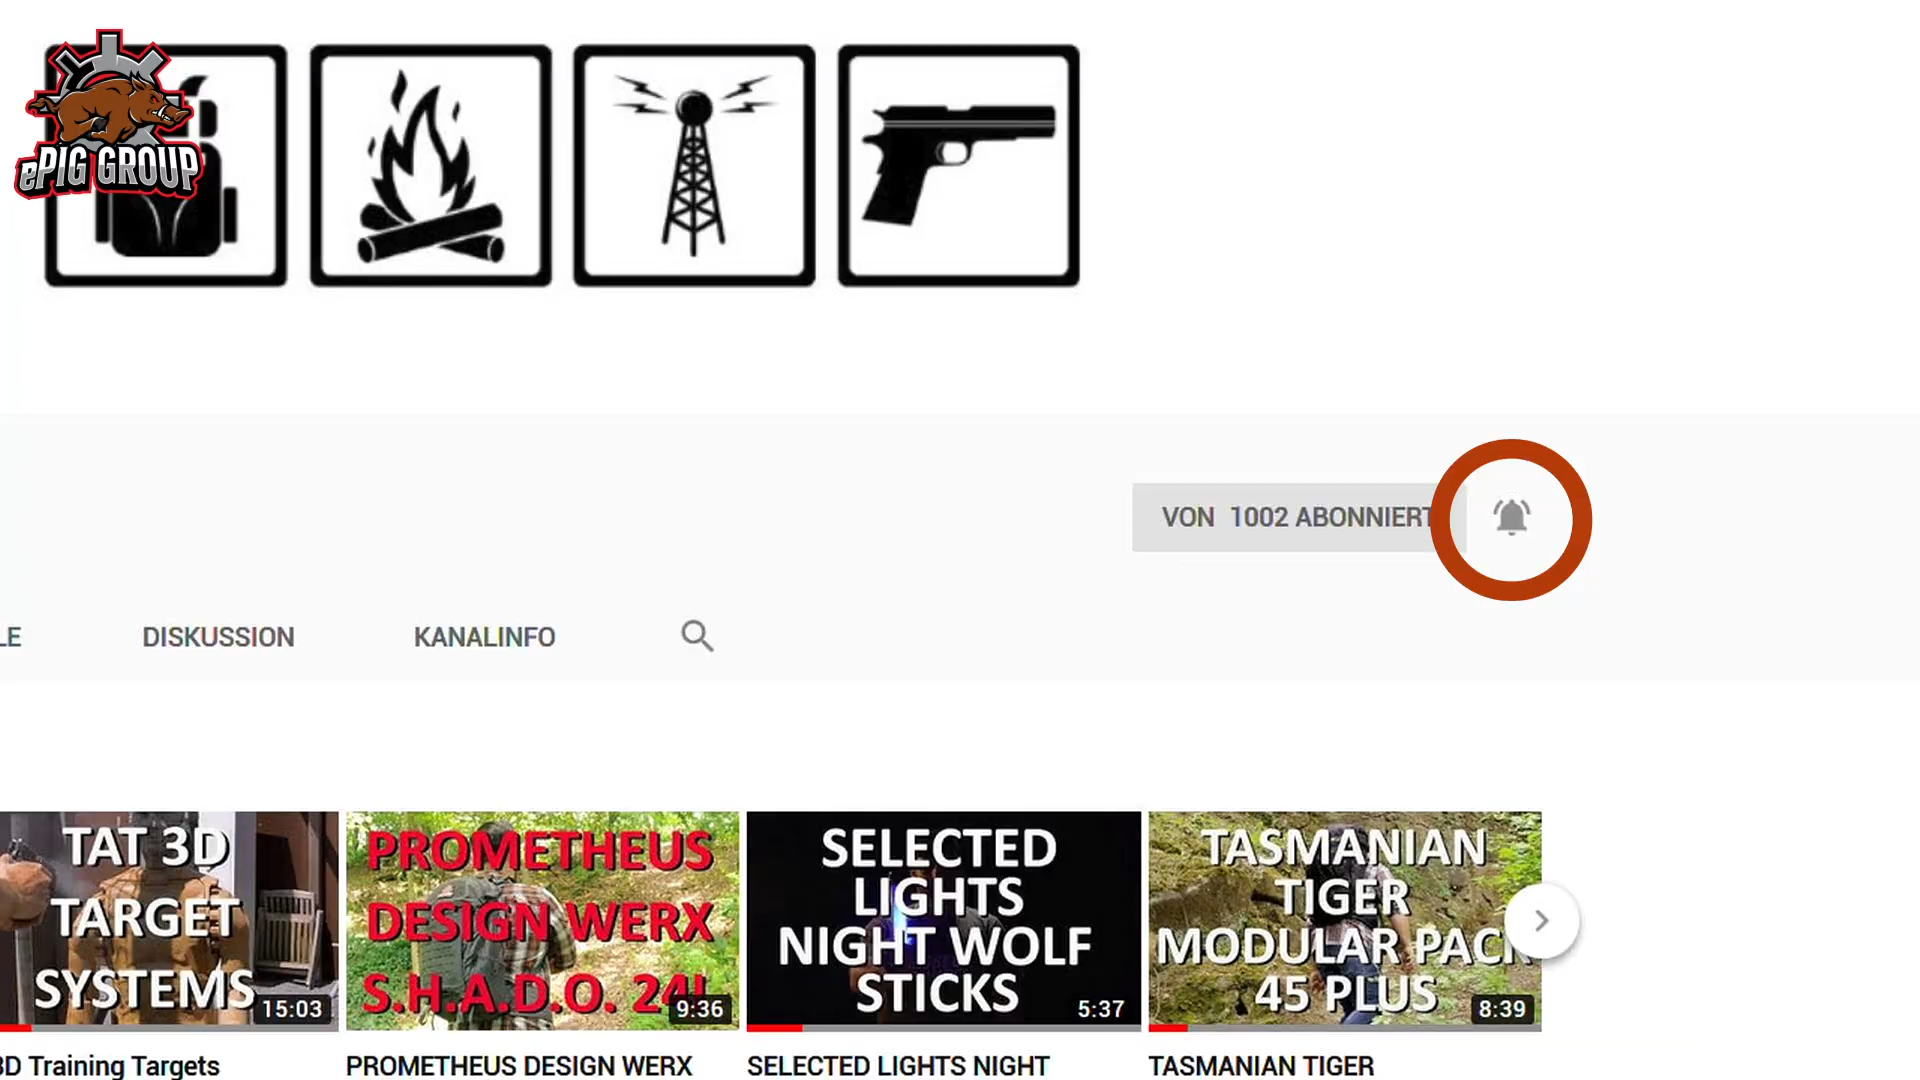 ePIG GROUP
VON 1002 ABONNIERT
LE
DISKUSSION
KANALINFO
TAT 3D
TARGET
SYSTEMS
15:03
PROMETHEUS
DESIGN WERX
S.H.A.D.O. 24L
9:36
SELECTED
LIGHTS
NIGHT WOLF
STICKS
5:37
TASMANIAN
TIGER
MODULAR PACK
45 PLUS
8:39
3D Training Targets
PROMETHEUS DESIGN WERX
SELECTED LIGHTS NIGHT
TASMANIAN TIGER